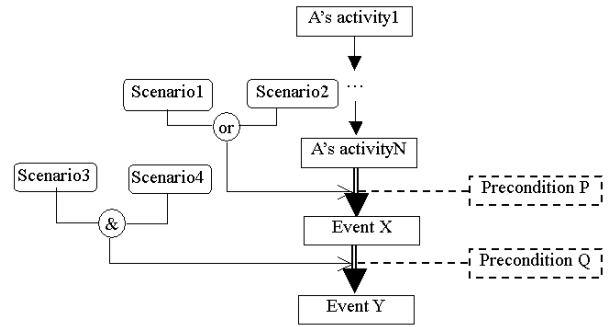 A's activity1
Scenario1
Scenario2
...
or
A's activityN
Scenario3
Scenario4
Precondition P
&
Event X
Precondition Q
Event Y